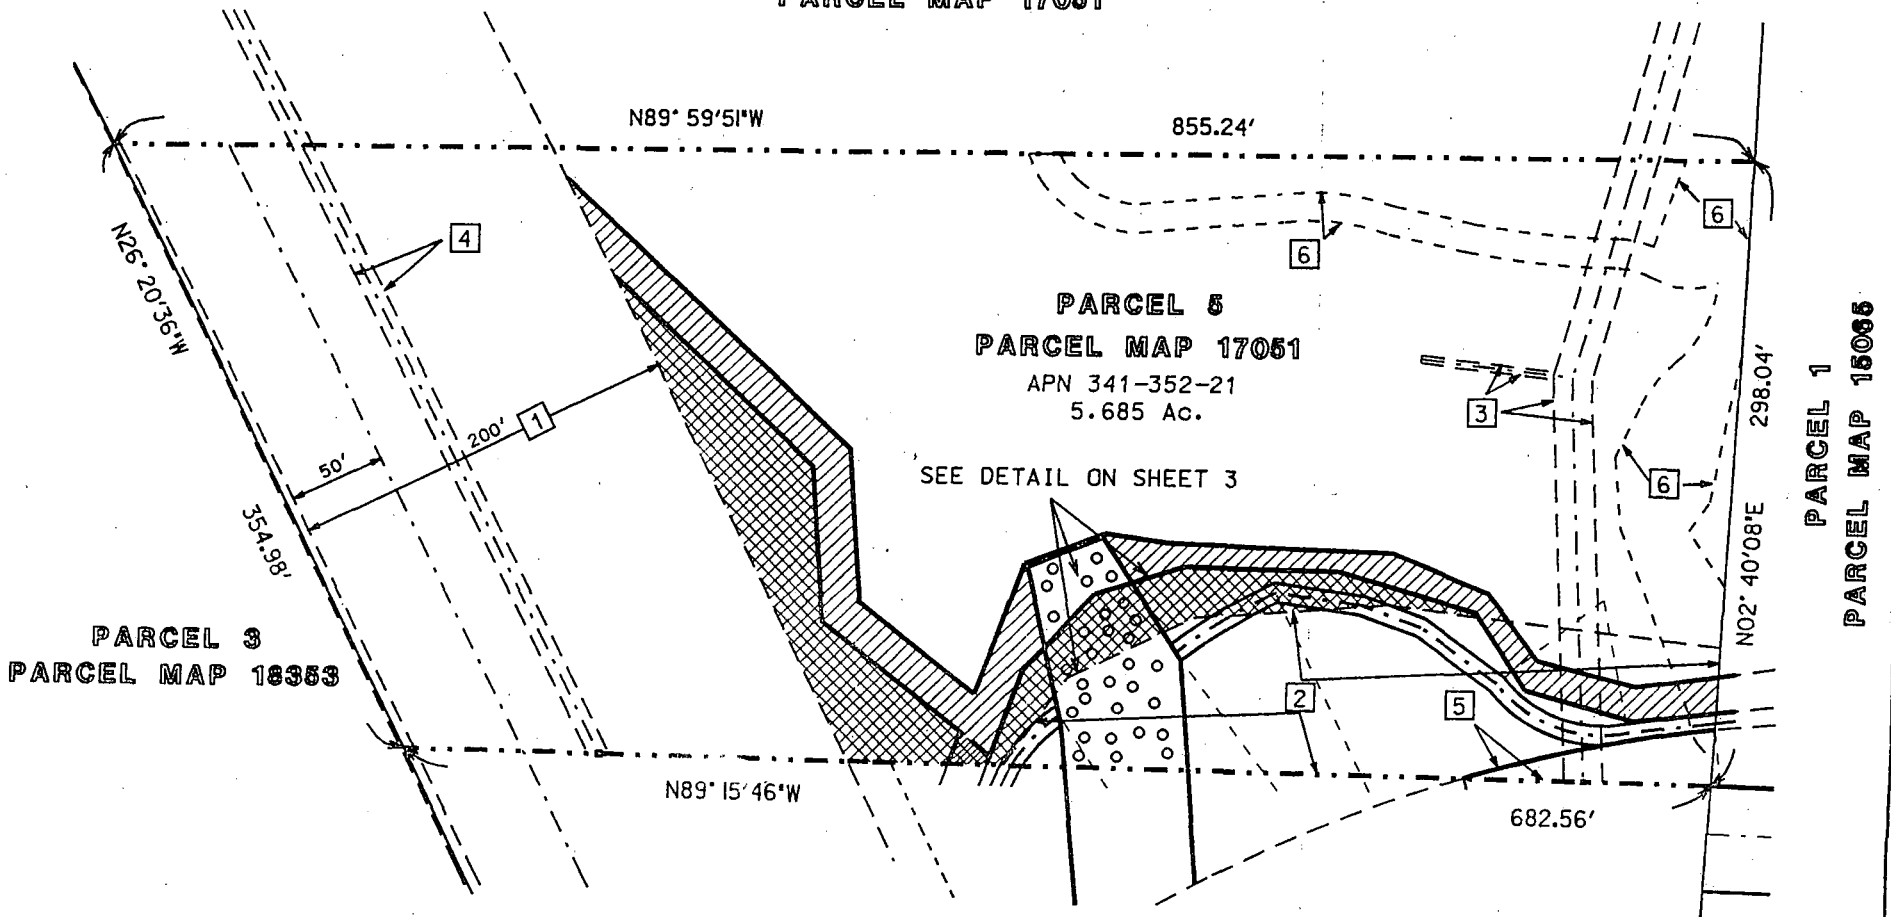 PARCEL MAP 17051
N89° 59'51"W
855.24'
N26° 20'36"W
4
6
6
PARCEL 5
PARCEL MAP 17051
APN 341-352-21
5.685 Ac.
298.04'
PARCEL 1
PARCEL MAP 15065
3
1
200'
50'
SEE DETAIL ON SHEET 3
6
354.98'
N02° 40'08"E
PARCEL 3
PARCEL MAP 18353
2
5
N89° 15'46"W
682.56'